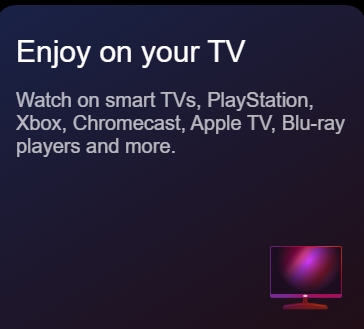 Enjoy on your TV
Watch on smart TVs, PlayStation,
Xbox, Chromecast, Apple TV, Blu-ray
players and more.